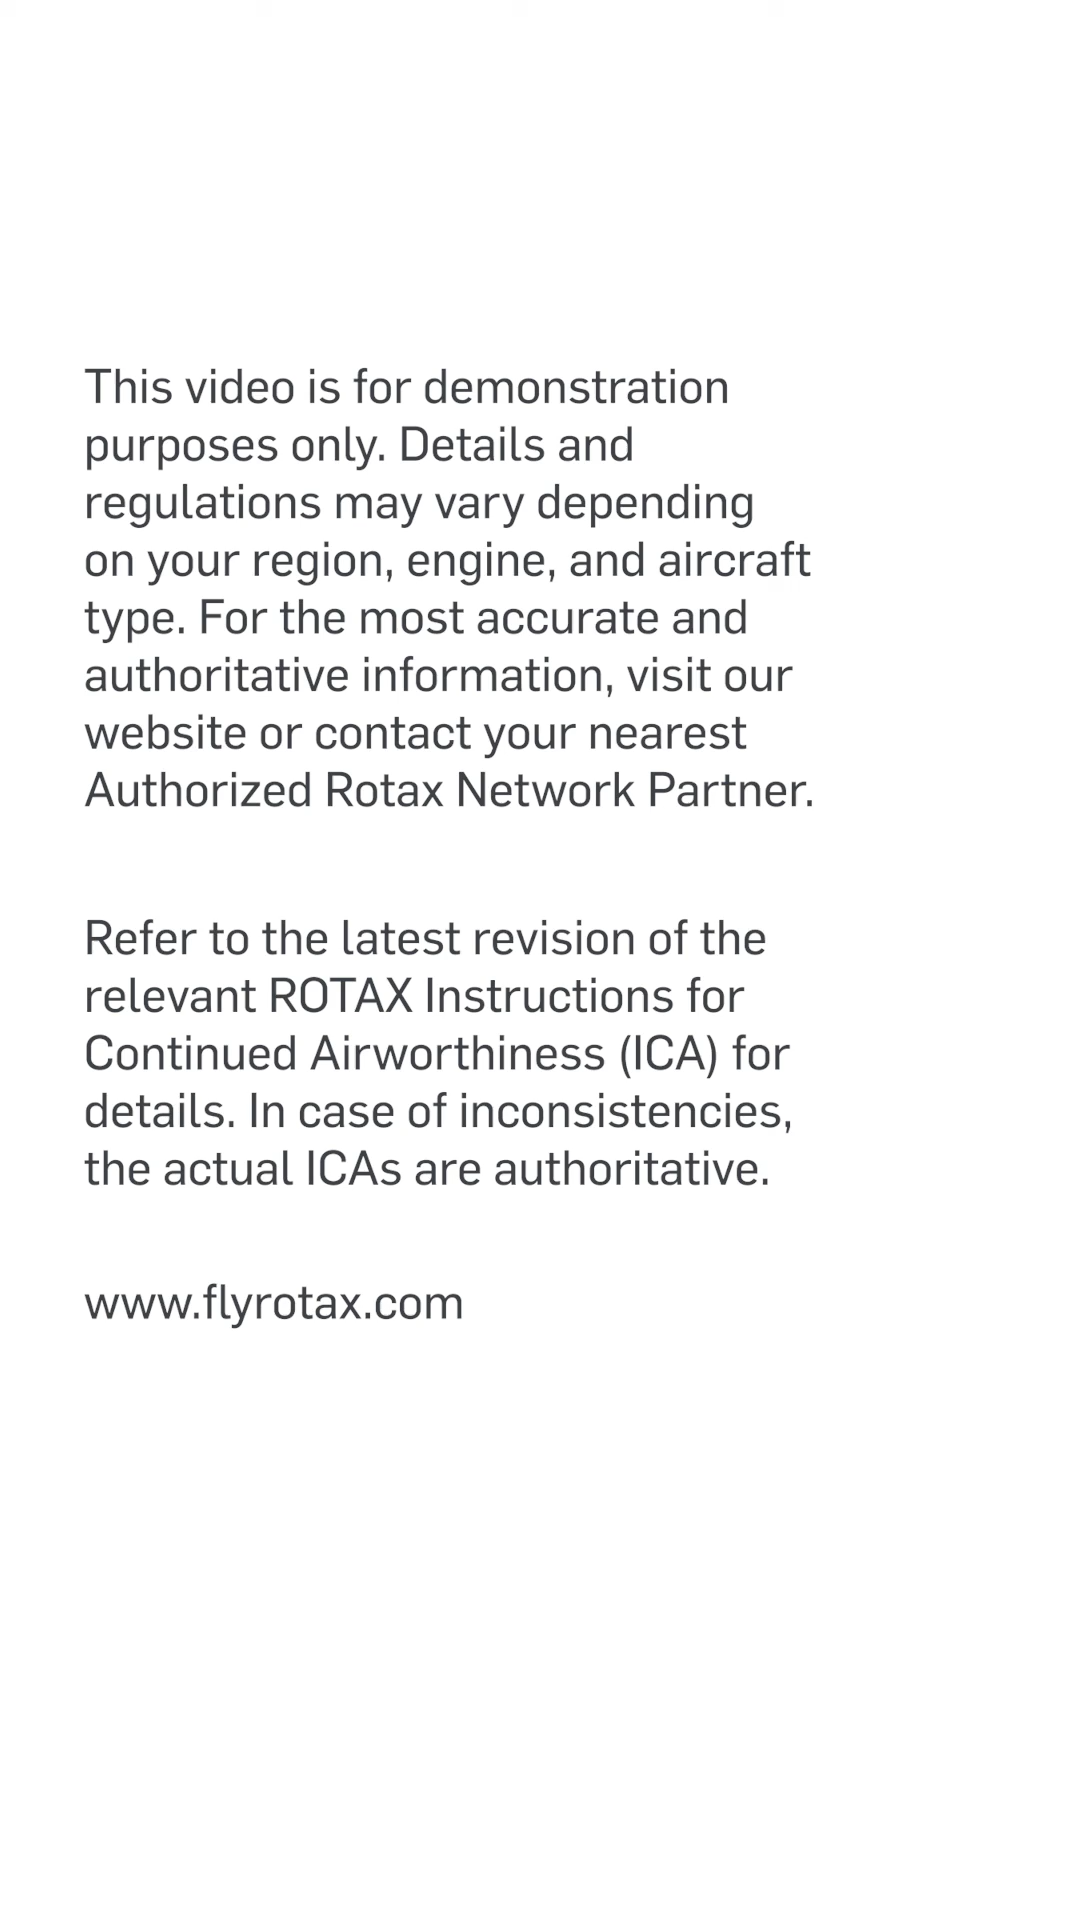 This video is for demonstration
purposes only. Details and
regulations may vary depending
on your region, engine, and aircraft
type. For the most accurate and
authoritative information, visit our
website or contact your nearest
Authorized Rotax Network Partner.
Refer to the latest revision of the
relevant ROTAX Instructions for
Continued Airworthiness (ICA) for
details. In case of inconsistencies,
the actual ICAs are authoritative.
www.flyrotax.com